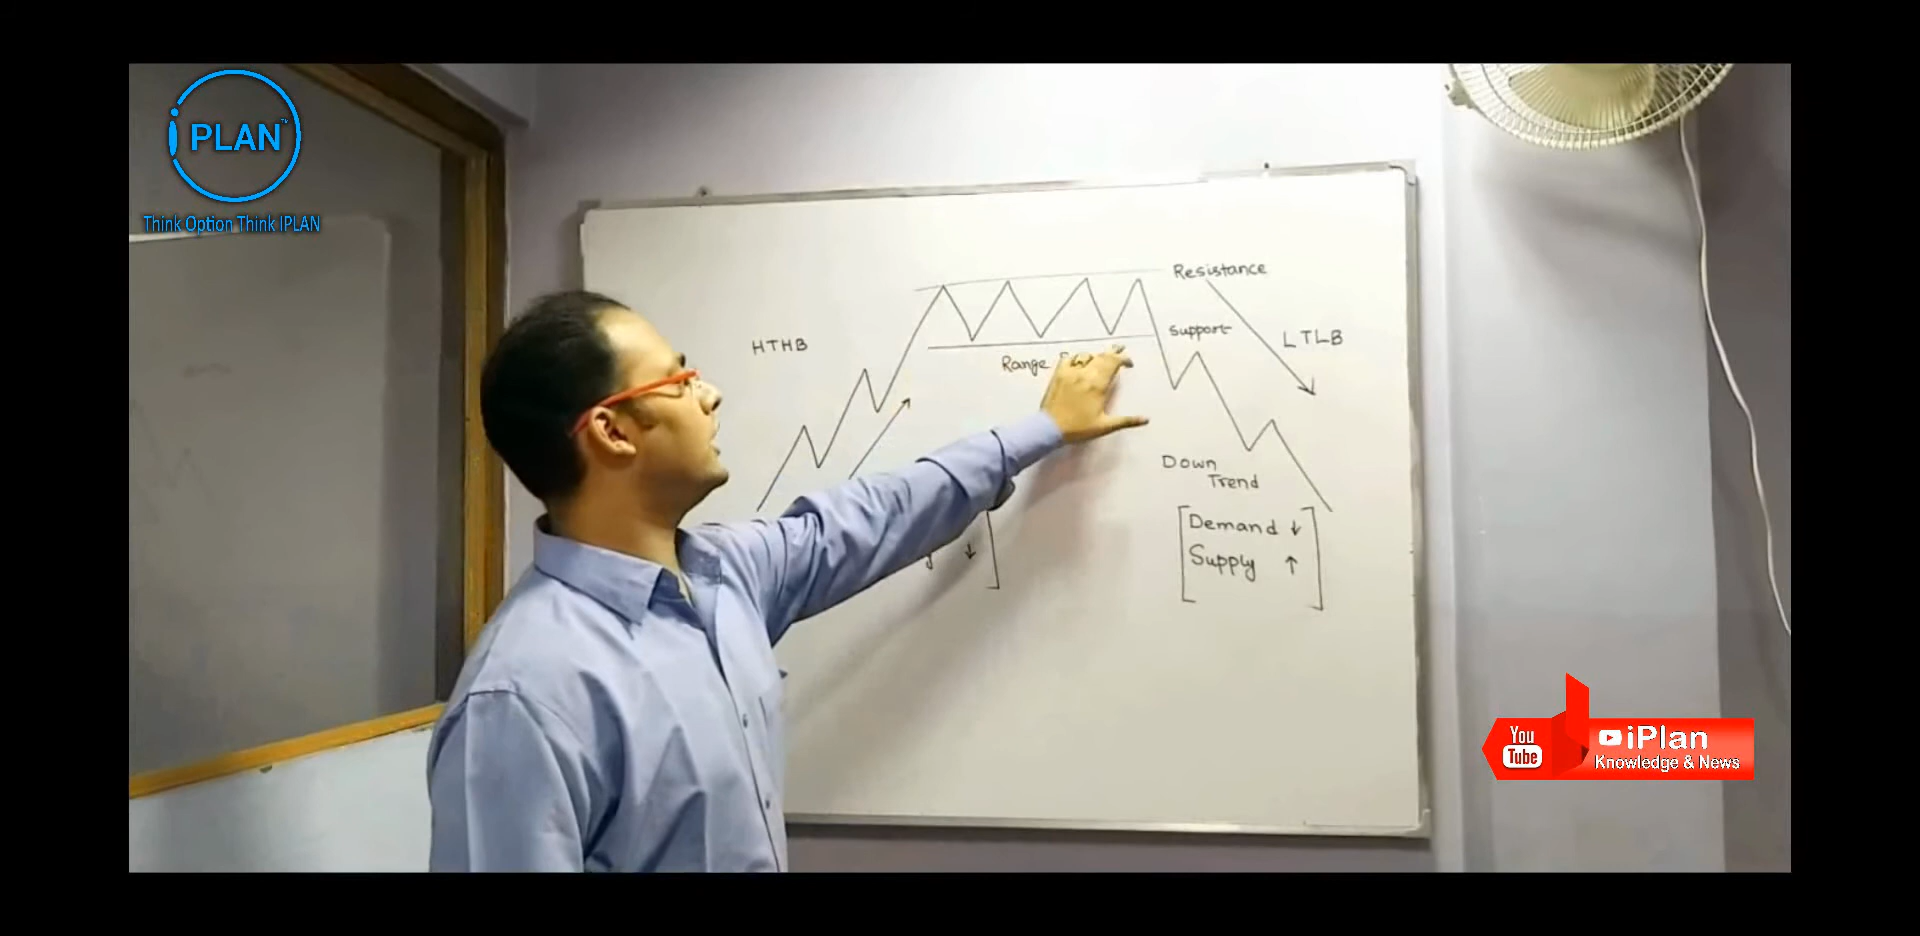 i PLAN TM
Think Option Think IPLAN
Resistance
Support
HTHB
LTLB
Range
Down
Trend
Demand ↓
Supply ↑
↓
You
Tube
iPlan
Knowledge & News